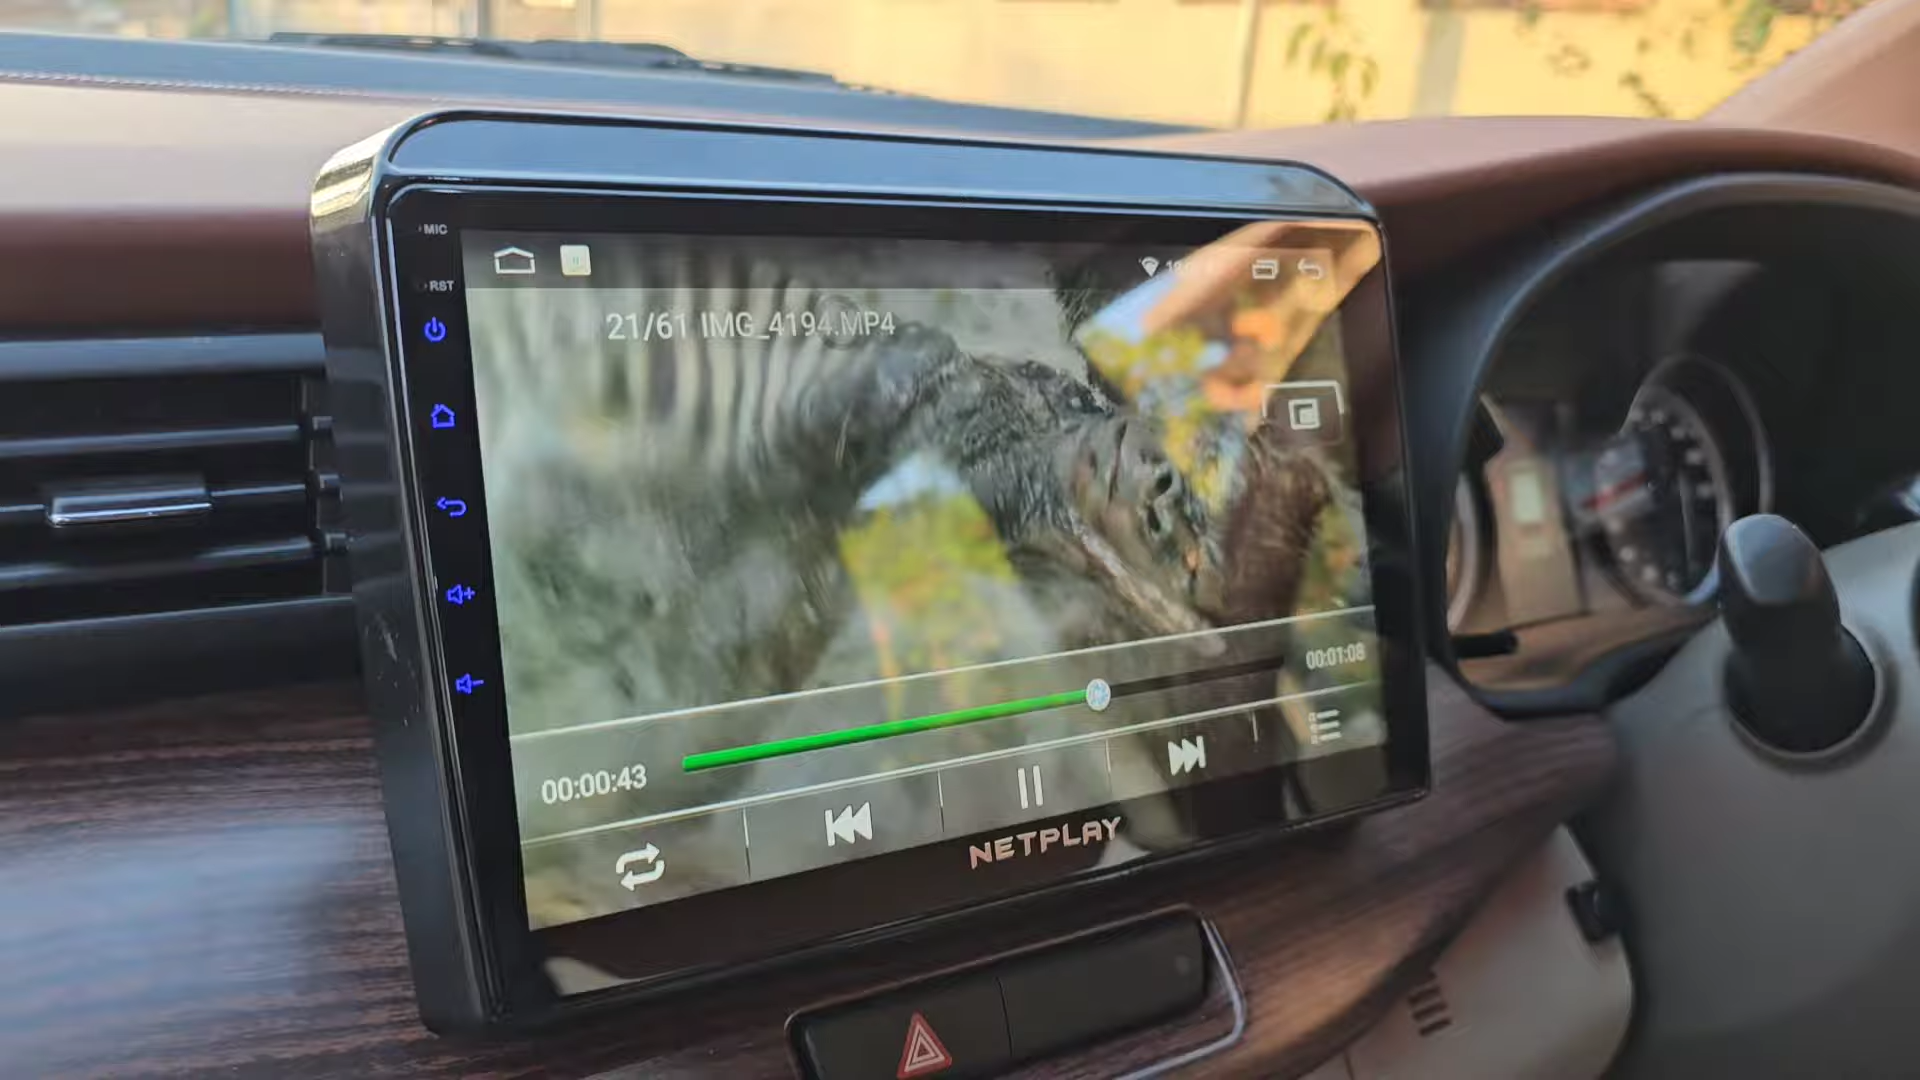 MIC
RST
21/61 IMG_4194.MP4
00:01:08
00:00:43
NETPLAY